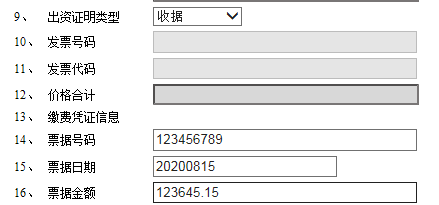 9、 出资证明类型 收据
10、 发票号码
11、 发票代码
12、 价格合计
13、 缴费凭证信息
14、 票据号码 123456789
15、 票据日期 20200815
16、 票据金额 123645.15